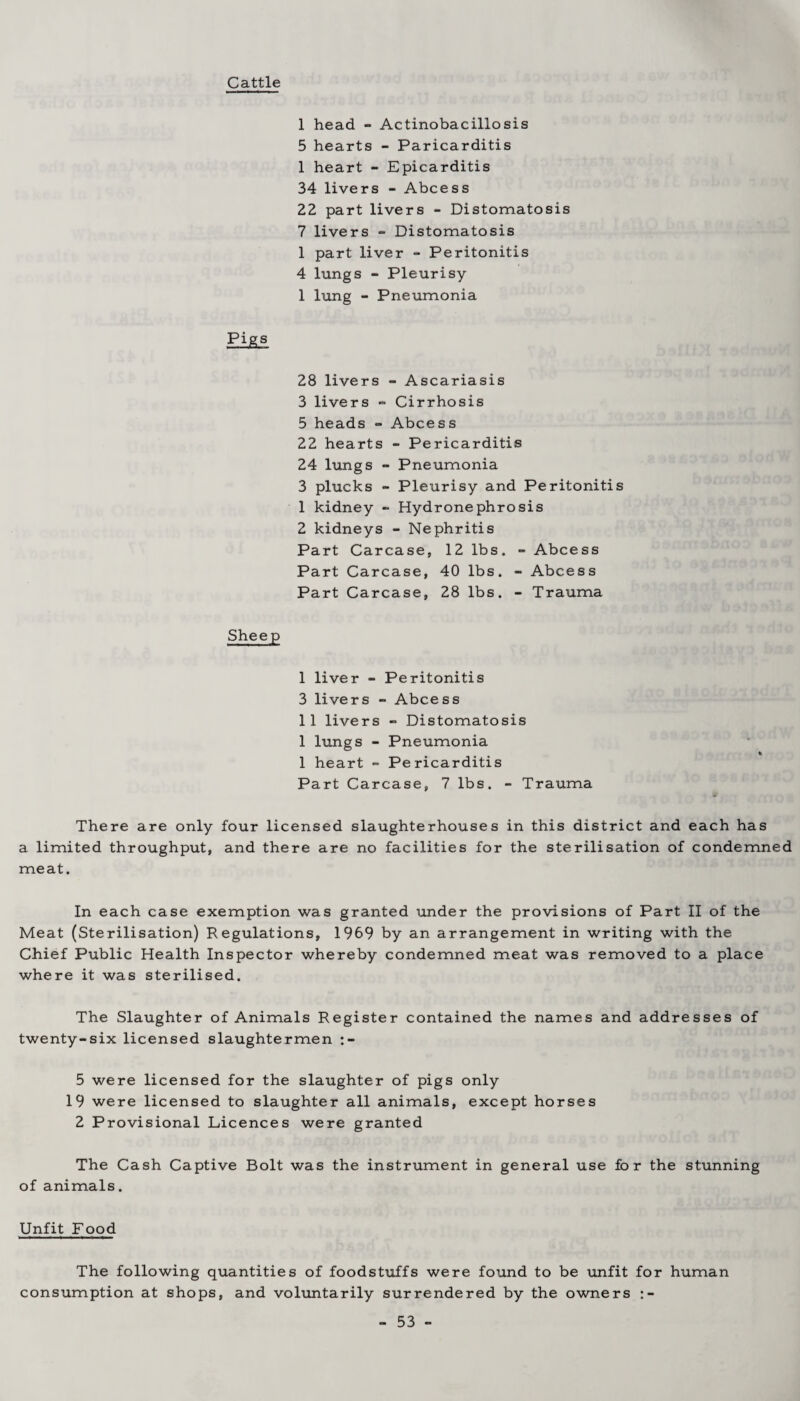 Cattle
1 head - Actinobacillosis
5 hearts - Paricarditis
1 heart - Epicarditis
34 livers - Abcess
22 part livers - Distomatosis
7 livers - Distomatosis
1 part liver - Peritonitis
4 lungs - Pleurisy
1 lung - Pneumonia
Pigs
28 livers - Ascariasis
3 livers - Cirrhosis
5 heads - Abcess
22 hearts - Pericarditis
24 lungs - Pneumonia
3 plucks - Pleurisy and Peritonitis
1 kidney - Hydronephrosis
2 kidneys - Nephritis
Part Carcase, 12 lbs. - Abcess
Part Carcase, 40 lbs. - Abcess
Part Carcase, 28 lbs. - Trauma
Sheep
1 liver - Peritonitis
3 livers - Abcess
11 livers - Distomatosis
1 lungs - Pneumonia
1 heart - Pericarditis
Part Carcase, 7 lbs. - Trauma
There are only four licensed slaughterhouses in this district and each has
a limited throughput, and there are no facilities for the sterilisation of condemned
meat.
In each case exemption was granted under the provisions of Part II of the
Meat (Sterilisation) Regulations, 1969 by an arrangement in writing with the
Chief Public Health Inspector whereby condemned meat was removed to a place
where it was sterilised.
The Slaughter of Animals Register contained the names and addresses of
twenty-six licensed slaughtermen :-
5 were licensed for the slaughter of pigs only
19 were licensed to slaughter all animals, except horses
2 Provisional Licences were granted
The Cash Captive Bolt was the instrument in general use for the stunning
of animals.
Unfit Food
The following quantities of foodstuffs were found to be unfit for human
consumption at shops, and voluntarily surrendered by the owners :-
- 53 -